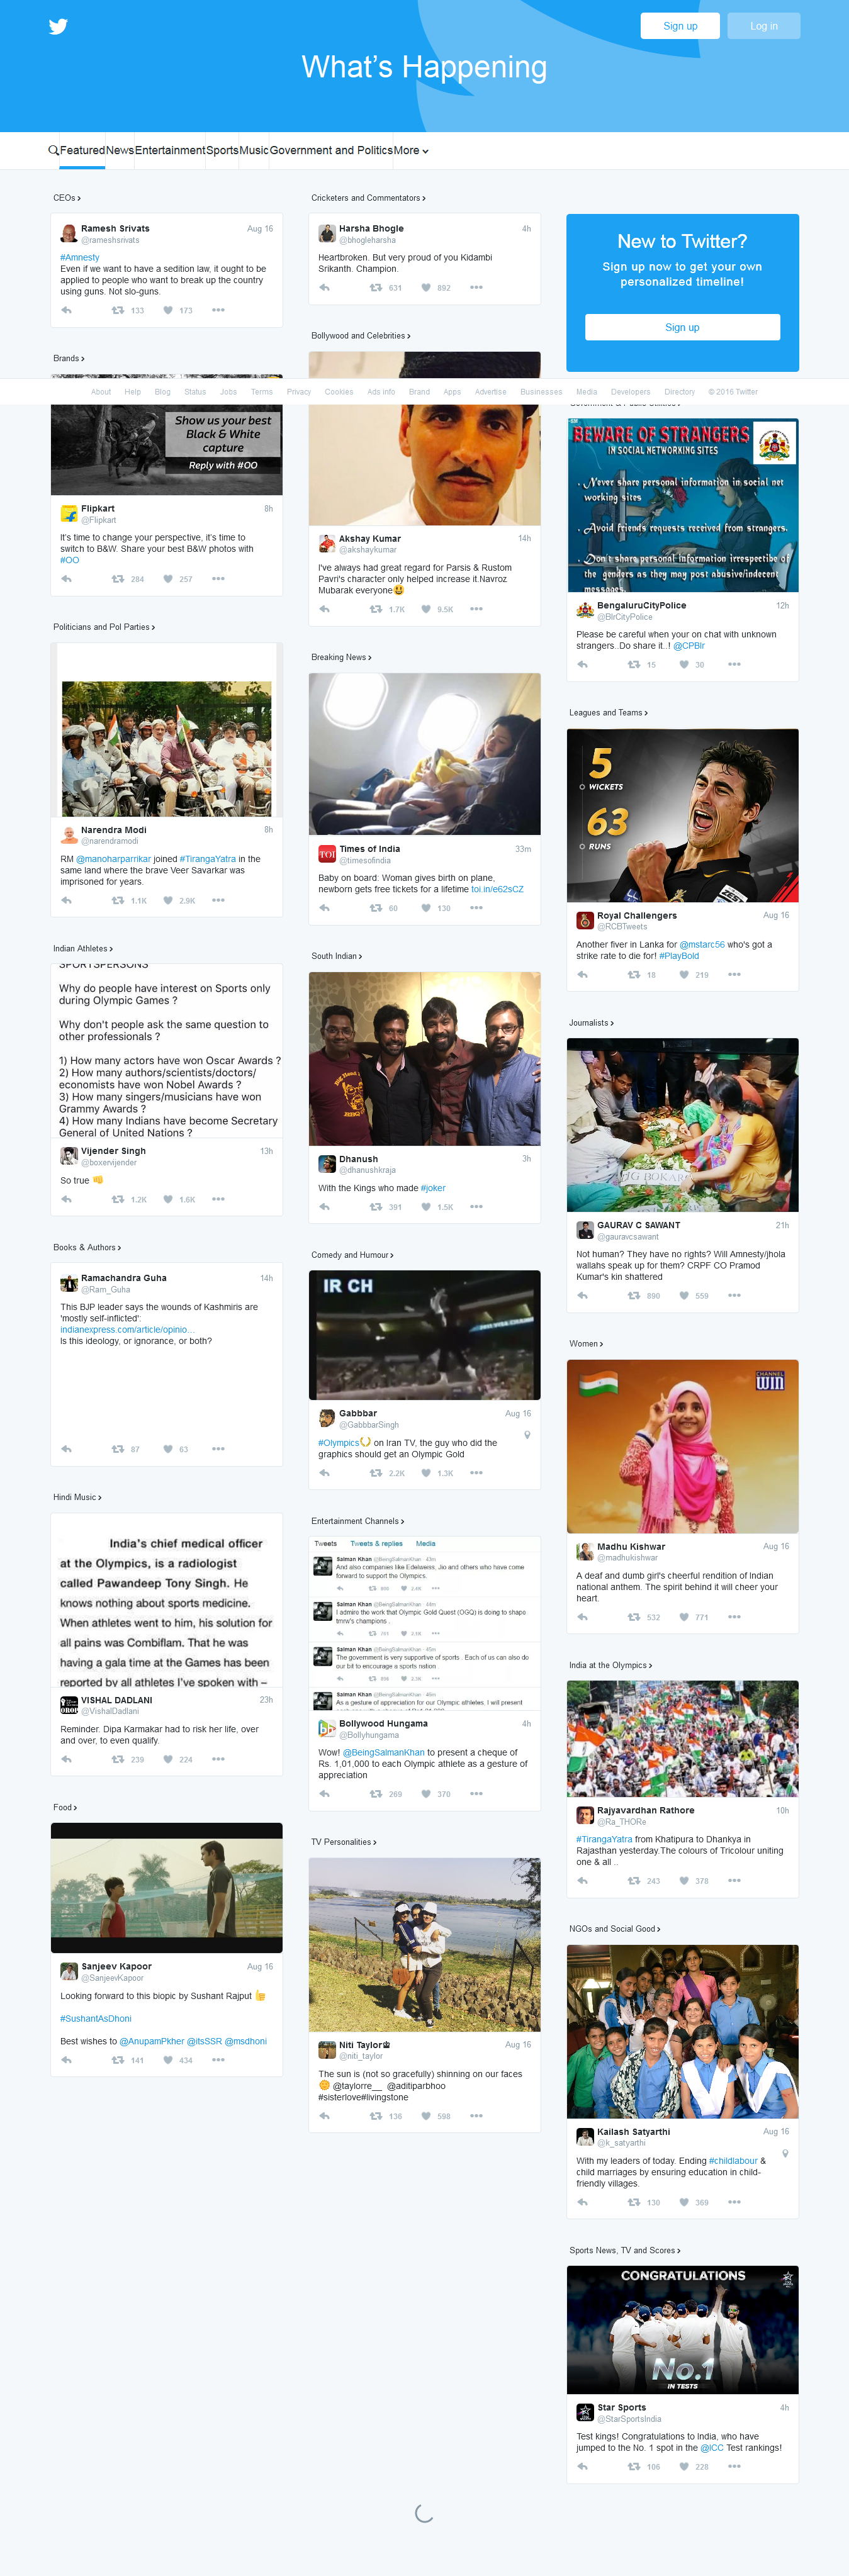 Sign up
Log in
What's Happening
Featured
News
Entertainment
Sports
Music
Government and Politics
More
CEOs
Ramesh Srivats
Aug 16
@rameshsrivats
#Amnesty
Even if we want to have a sedition law, it ought to be
applied to people who want to break up the country
using guns. Not slo-guns.
133
173
Brands
Show us your best
Black & White
capture
Reply with #OO
Flipkart
8h
@Flipkart
It's time to change your perspective, it's time to
switch to B&W. Share your best B&W photos with
#OO
284
257
Politicians and Pol Parties
Narendra Modi
8h
@narendramodi
RM @manoharparrikar joined #TirangaYatra in the
same land where the brave Veer Savarkar was
imprisoned for years.
1.1K
2.9K
Indian Athletes
SPORTSPERSONS
Why do people have interest on Sports only
during Olympic Games ?
Why don't people ask the same question to
other professionals ?
1) How many actors have won Oscar Awards ?
2) How many authors/scientists/doctors/
economists have won Nobel Awards ?
3) How many singers/musicians have won
Grammy Awards ?
4) How many Indians have become Secretary
General of United Nations ?
Vijender Singh
13h
@boxervijender
So true
1.2K
1.6K
Books & Authors
Ramachandra Guha
14h
@Ram_Guha
This BJP leader says the wounds of Kashmiris are
'mostly self-inflicted':
indianexpress.com/article/opinio...
Is this ideology, or ignorance, or both?
87
63
Hindi Music
India's chief medical officer
at the Olympics, is a radiologist
called Pawandeep Tony Singh. He
knows nothing about sports medicine.
When athletes went to him, his solution for
all pains was Combiflam. That he was
having a gala time at the Games has been
reported by all athletes I've spoken with –
VISHAL DADLANI
23h
@VishalDadlani
Reminder. Dipa Karmakar had to risk her life, over
and over, to even qualify.
239
224
Food
Sanjeev Kapoor
Aug 16
@SanjeevKapoor
Looking forward to this biopic by Sushant Rajput
#SushantAsDhoni
Best wishes to @AnupamPkher @itsSSR @msdhoni
141
434
Cricketers and Commentators
Harsha Bhogle
4h
@bhogleharsha
Heartbroken. But very proud of you Kidambi
Srikanth. Champion.
631
892
Bollywood and Celebrities
Akshay Kumar
14h
@akshaykumar
I've always had great regard for Parsis & Rustom
Pavri's character only helped increase it.Navroz
Mubarak everyone
1.7K
9.5K
Breaking News
TOI
Times of India
33m
@timesofindia
Baby on board: Woman gives birth on plane,
newborn gets free tickets for a lifetime toi.in/e62sCZ
60
130
South Indian
Dhanush
3h
@dhanushkraja
With the Kings who made #joker
391
1.5K
Comedy and Humour
IR CH
Gabbbar
Aug 16
@GabbbarSingh
#Olympics on Iran TV, the guy who did the
graphics should get an Olympic Gold
2.2K
1.3K
Entertainment Channels
Tweets
Tweets & replies
Media
Salman Khan @BeingSalmanKhan · 43m
And also companies like Edelweiss, Jio and others who have come
forward to support the Olympics.
Salman Khan @BeingSalmanKhan · 44m
I admire the work that Olympic Gold Quest (OGQ) is doing to shape
tmrw's champions .
Salman Khan @BeingSalmanKhan · 45m
The government is very supportive of sports . Each of us can also do
our bit to encourage a sports nation
Salman Khan @BeingSalmanKhan · 46m
As a gesture of appreciation for our Olympic athletes. I will present
Bollywood Hungama
4h
@Bollyhungama
Wow! @BeingSalmanKhan to present a cheque of
Rs. 1,01,000 to each Olympic athlete as a gesture of
appreciation
269
370
TV Personalities
Niti Taylor
Aug 16
@niti_taylor
The sun is (not so gracefully) shinning on our faces
@taylorre__ @aditiparbhoo
#sisterlove#livingstone
136
598
New to Twitter?
Sign up now to get your own
personalized timeline!
Sign up
About Help Blog Status Jobs Terms Privacy Cookies Ads info Brand Apps Advertise Businesses Media Developers Directory © 2016 Twitter
BEWARE OF STRANGERS
IN SOCIAL NETWORKING SITES
Never share personal information in social net
working sites
Avoid friends requests received from strangers.
Don't share personal information irrespectibe of
the genders as they may post abusive/indecent
messages.
BengaluruCityPolice
12h
@BlrCityPolice
Please be careful when your on chat with unknown
strangers..Do share it..! @CPBlr
15
30
Leagues and Teams
5
WICKETS
63
RUNS
Royal Challengers
Aug 16
@RCBTweets
Another fiver in Lanka for @mstarc56 who's got a
strike rate to die for! #PlayBold
18
219
Journalists
GAURAV C SAWANT
21h
@gauravcsawant
Not human? They have no rights? Will Amnesty/jhola
wallahs speak up for them? CRPF CO Pramod
Kumar's kin shattered
890
559
Women
CHANNEL
WIN
Madhu Kishwar
Aug 16
@madhukishwar
A deaf and dumb girl's cheerful rendition of Indian
national anthem. The spirit behind it will cheer your
heart.
532
771
India at the Olympics
Rajyavardhan Rathore
10h
@Ra_THORe
#TirangaYatra from Khatipura to Dhankya in
Rajasthan yesterday.The colours of Tricolour uniting
one & all ..
243
378
NGOs and Social Good
Kailash Satyarthi
Aug 16
@k_satyarthi
With my leaders of today. Ending #childlabour &
child marriages by ensuring education in child-
friendly villages.
130
369
Sports News, TV and Scores
CONGRATULATIONS
No.1
IN TESTS
Star Sports
4h
@StarSportsIndia
Test kings! Congratulations to India, who have
jumped to the No. 1 spot in the @ICC Test rankings!
106
228